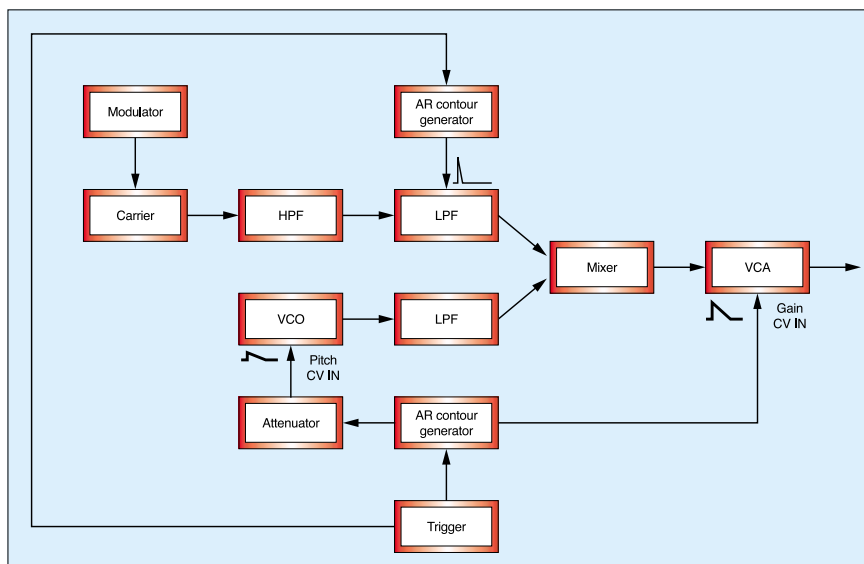 Modulator
AR contour
generator
Carrier
HPF
LPF
Mixer
VCA
VCO
LPF
Gain
CV IN
Pitch
CV IN
Attenuator
AR contour
generator
Trigger